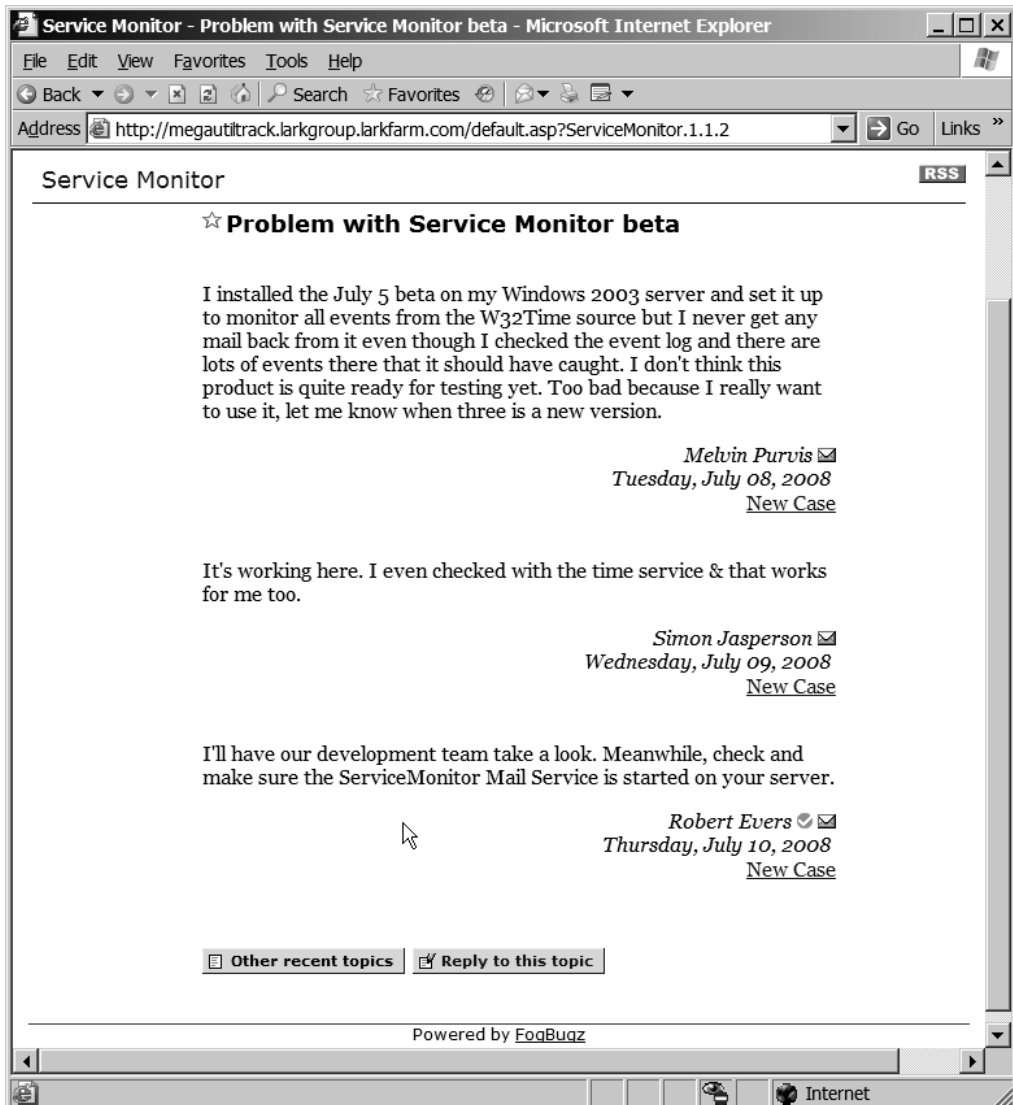 Service Monitor - Problem with Service Monitor beta - Microsoft Internet Explorer
File Edit View Favorites Tools Help
Back Search Favorites
Address http://megautiltrack.larkgroup.larkfarm.com/default.asp?ServiceMonitor.1.1.2 Go Links »
Service Monitor RSS
Problem with Service Monitor beta
I installed the July 5 beta on my Windows 2003 server and set it up
to monitor all events from the W32Time source but I never get any
mail back from it even though I checked the event log and there are
lots of events there that it should have caught. I don't think this
product is quite ready for testing yet. Too bad because I really want
to use it, let me know when three is a new version.
Melvin Purvis
Tuesday, July 08, 2008
New Case
It's working here. I even checked with the time service & that works
for me too.
Simon Jasperson
Wednesday, July 09, 2008
New Case
I'll have our development team take a look. Meanwhile, check and
make sure the ServiceMonitor Mail Service is started on your server.
Robert Evers
Thursday, July 10, 2008
New Case
Other recent topics Reply to this topic
Powered by FogBugz
Internet